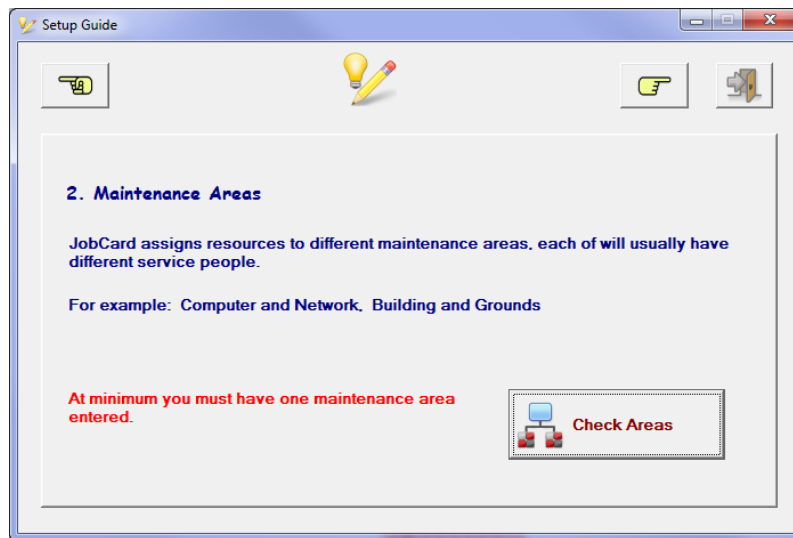 Setup Guide
2. Maintenance Areas
JobCard assigns resources to different maintenance areas, each of will usually have
different service people.
For example:  Computer and Network,  Building and Grounds
At minimum you must have one maintenance area
entered.
Check Areas